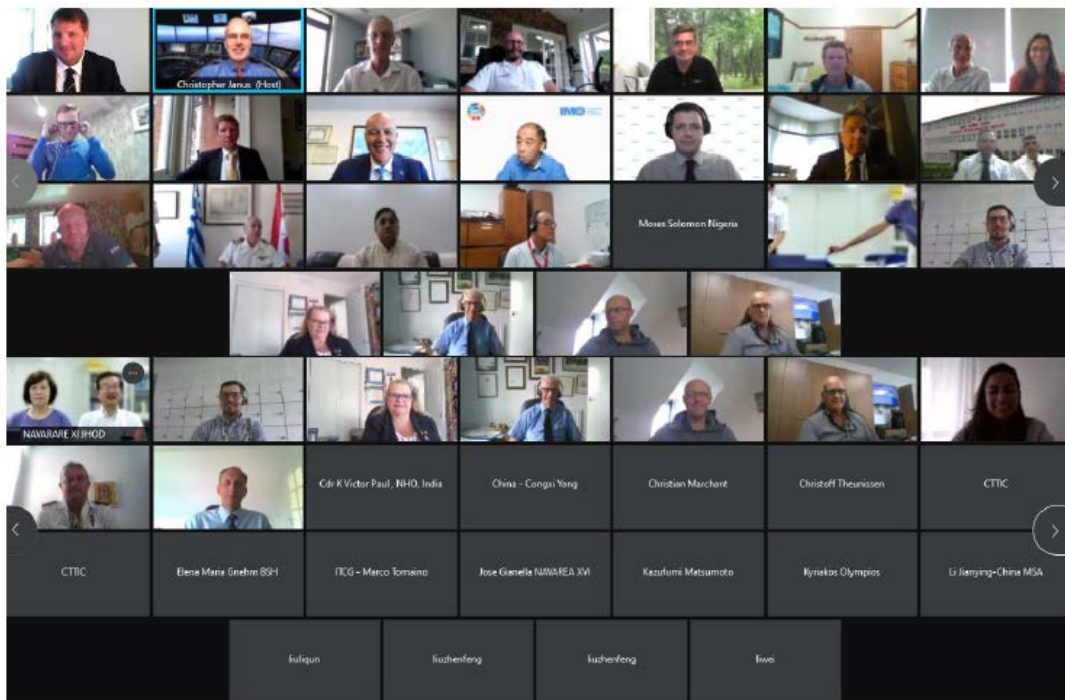 Christopher Janus (Host)
IMO
Moses Solomon Nigeria
NAVARARE XI JHOD
Cdr K Victor Paul, NHO, India
China - Congxi Yang
Christian Marchant
Christoff Theunissen
CTTIC
CTTIC
Elena Maria Gnehm BSH
ITCG - Marco Tomaino
Jose Gianella NAVAREA XVI
Kazufumi Matsumoto
Kyriakos Olympios
Li Jianying-China MSA
liuliqun
liuzhenfeng
liuzhenfeng
liwei